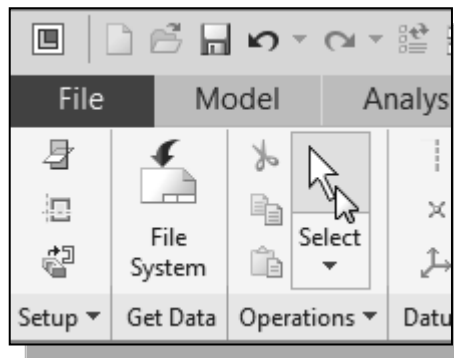 File Model Analys
File
System
Select
Setup Get Data Operations Datu